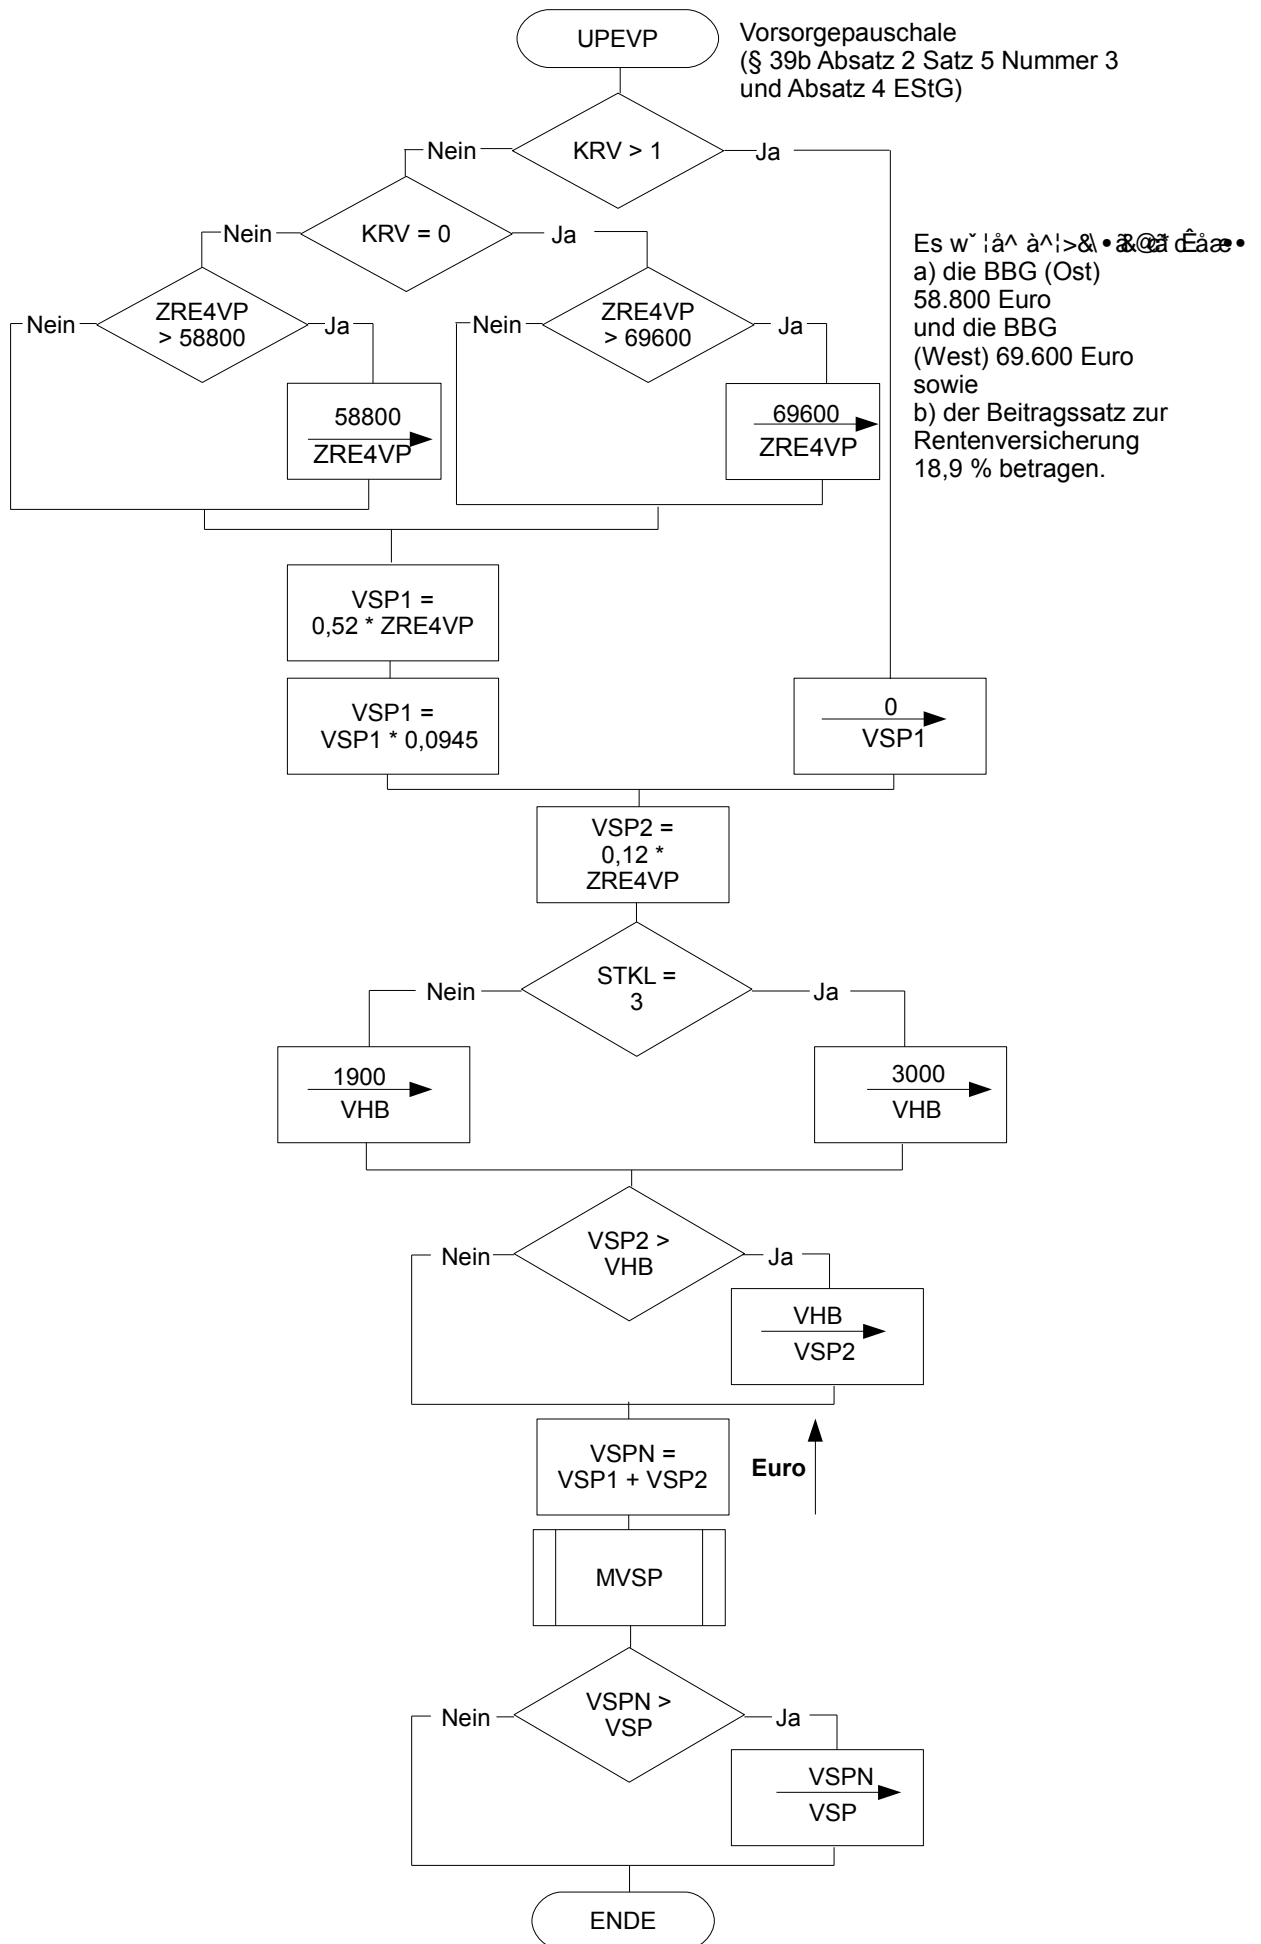 UPEVP
Vorsorgepauschale
(§ 39b Absatz 2 Satz 5 Nummer 3
und Absatz 4 EStG)
Nein
KRV > 1
Ja
Nein
KRV = 0
Ja
Es
a) die BBG (Ost)
58.800 Euro
und die BBG
(West) 69.600 Euro
sowie
b) der Beitragssatz zur
Rentenversicherung
18,9 % betragen.
Nein
ZRE4VP
> 58800
Ja
Nein
ZRE4VP
> 69600
Ja
58800
ZRE4VP
69600
ZRE4VP
VSP1 =
0,52 * ZRE4VP
VSP1 =
VSP1 * 0,0945
0
VSP1
VSP2 =
0,12 *
ZRE4VP
Nein
STKL =
3
Ja
1900
VHB
3000
VHB
Nein
VSP2 >
VHB
Ja
VHB
VSP2
VSPN =
VSP1 + VSP2
Euro
MVSP
Nein
VSPN >
VSP
Ja
VSPN
VSP
ENDE